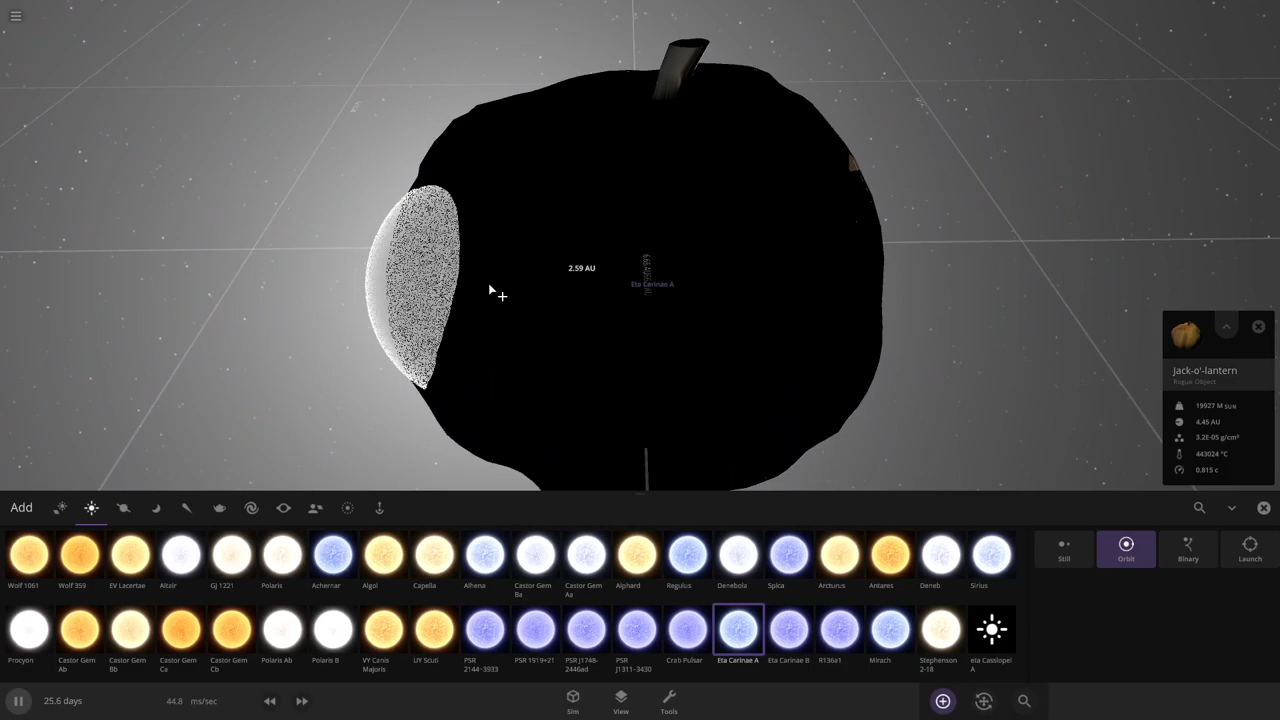 2.59 AU
Eta Carinae A
Jack-o'-lantern
Rogue Object
19927 M SUN
4.45 AU
3.2E-05 g/cm³
443024 °C
0.815 c
Add
Wolf 1061
Wolf 359
EV Lacertae
Altair
GJ 1221
Polaris
Achernar
Algol
Capella
Alhena
Castor Gem
Ba
Castor Gem
Aa
Alphard
Regulus
Denebola
Spica
Arcturus
Antares
Deneb
Sirius
Still
Orbit
Binary
Launch
Procyon
Castor Gem
Ab
Castor Gem
Bb
Castor Gem
Ca
Castor Gem
Cb
Polaris Ab
Polaris B
VY Canis
Majoris
UY Scuti
PSR
2144-3933
PSR 1919+21
PSR J1748-
2446ad
PSR
J1311-3430
Crab Pulsar
Eta Carinae A
Eta Carinae B
R136a1
Mirach
Stephenson
2-18
eta Cassiopei
A
25.6 days
44.8 ms/sec
Sim
View
Tools